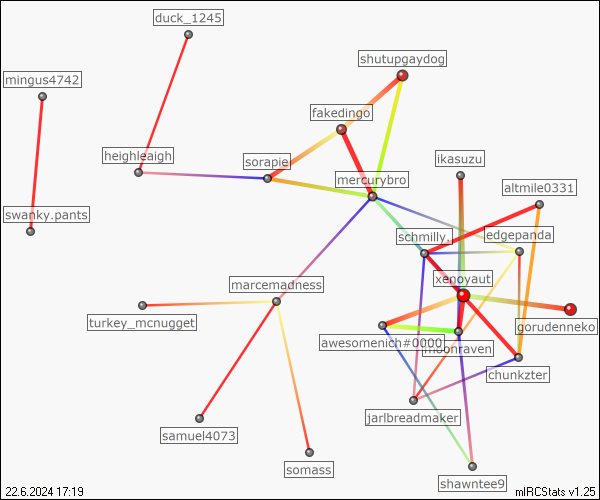 duck_1245
shutupgaydog
mingus4742
fakedingo
heighleaigh
sorapie
ikasuzu
mercurybro
altmile0331
swanky.pants
schmilly,
edgepanda
xenoyaut
marcemadness
turkey_mcnugget
gorudenneko
awesomenich#0000
moonraven
chunkzter
jarlbreadmaker
samuel4073
somass
shawntee9
22.6.2024 17:19
mIRCStats v1.25